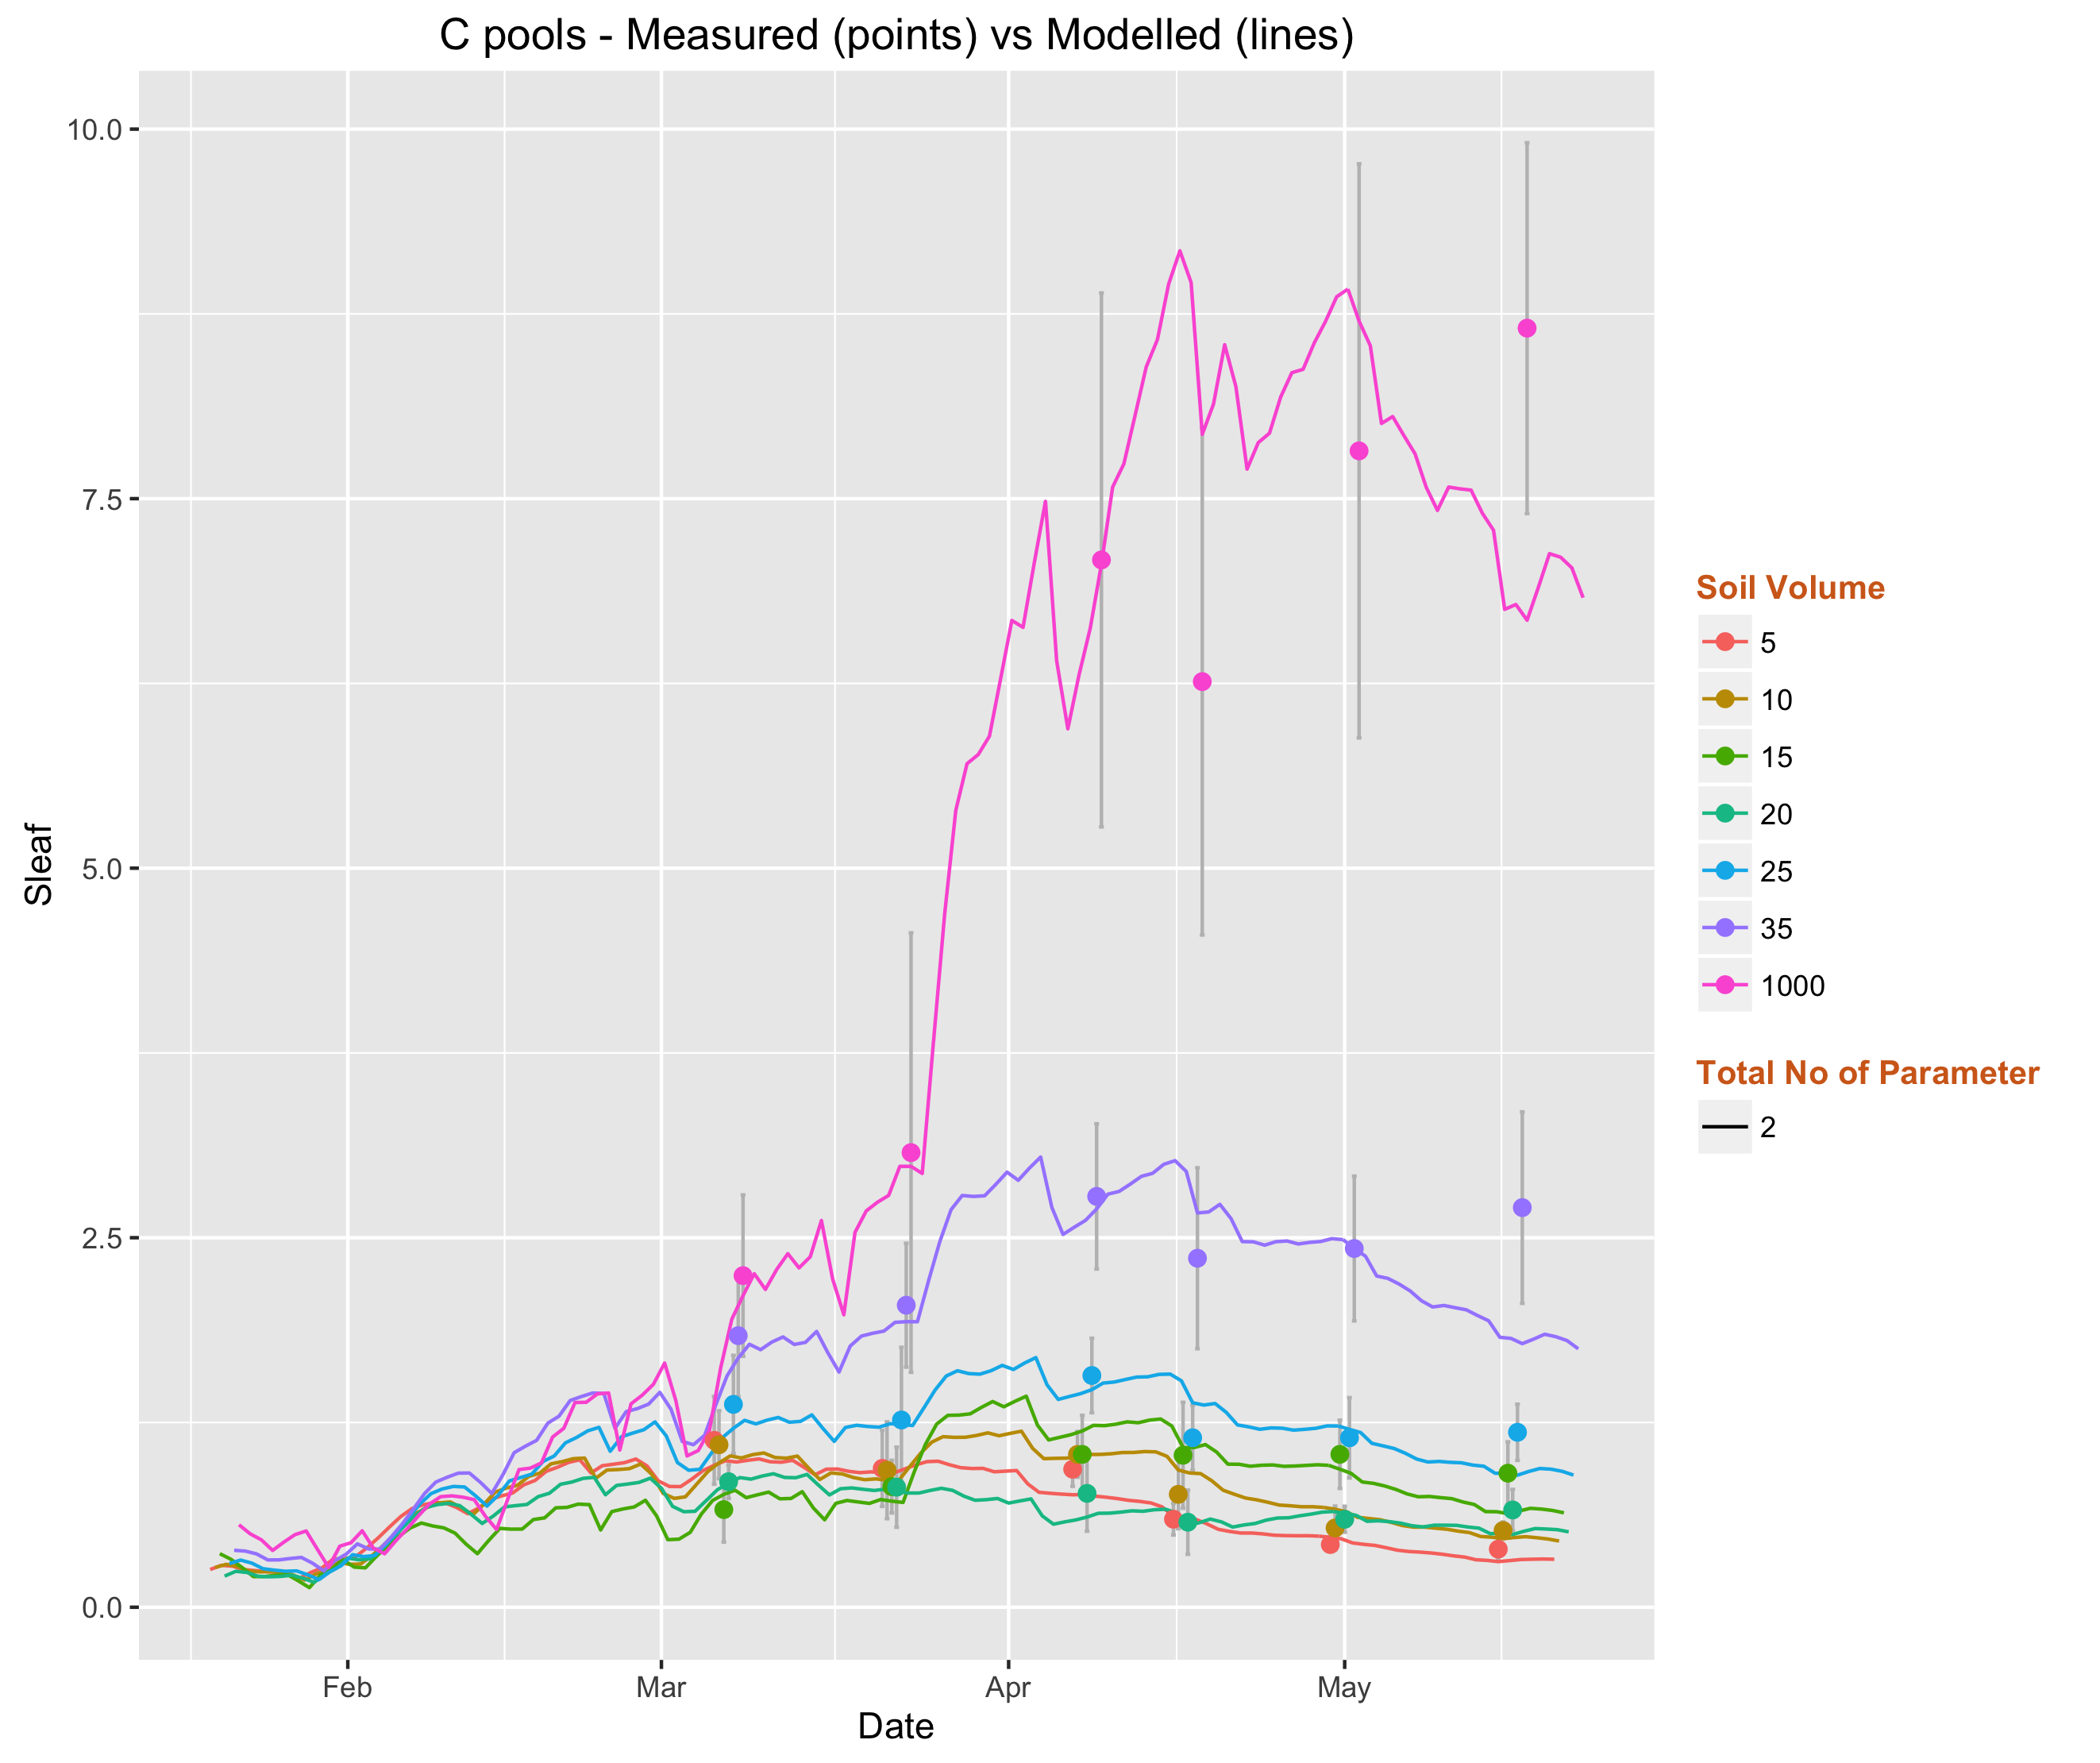 C pools - Measured (points) vs Modelled (lines)
10.0
7.5
5.0
2.5
0.0
Sleaf
Feb
Mar
Apr
May
Date
Soil Volume
5
10
15
20
25
35
1000
Total No of Parameter
2